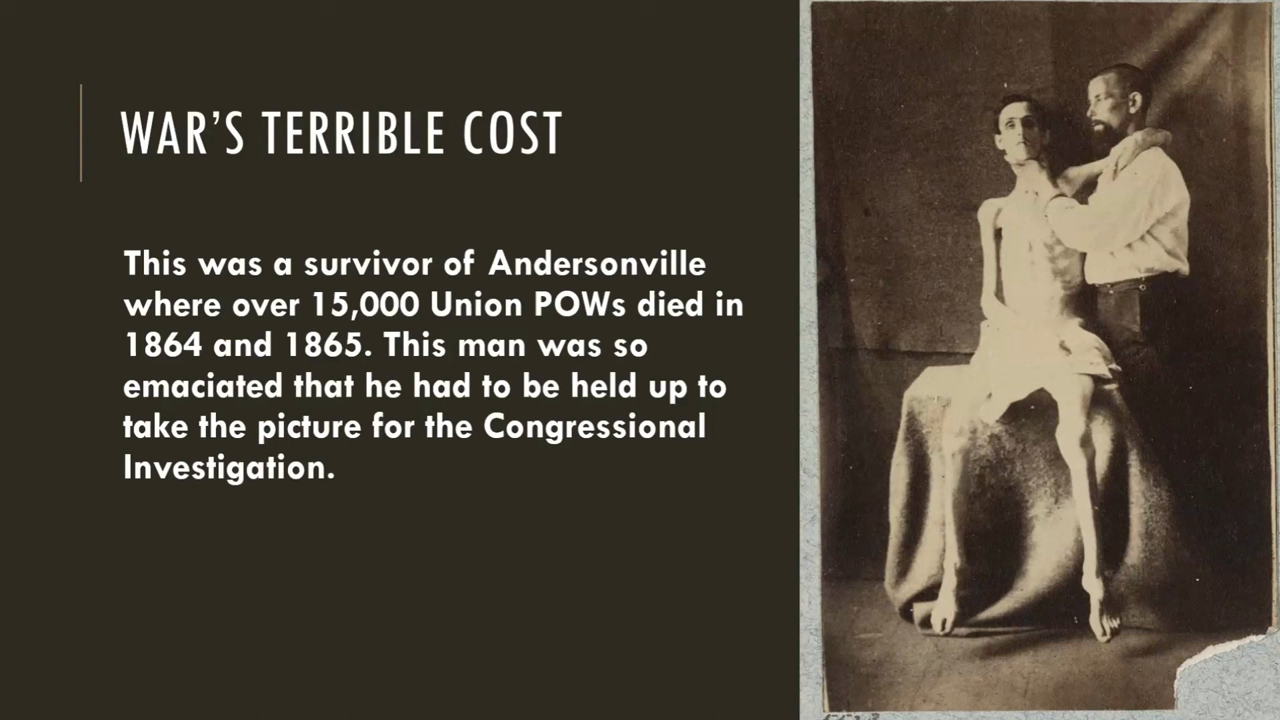 WAR'S TERRIBLE COST
This was a survivor of Andersonville
where over 15,000 Union POWs died in
1864 and 1865. This man was so
emaciated that he had to be held up to
take the picture for the Congressional
Investigation.